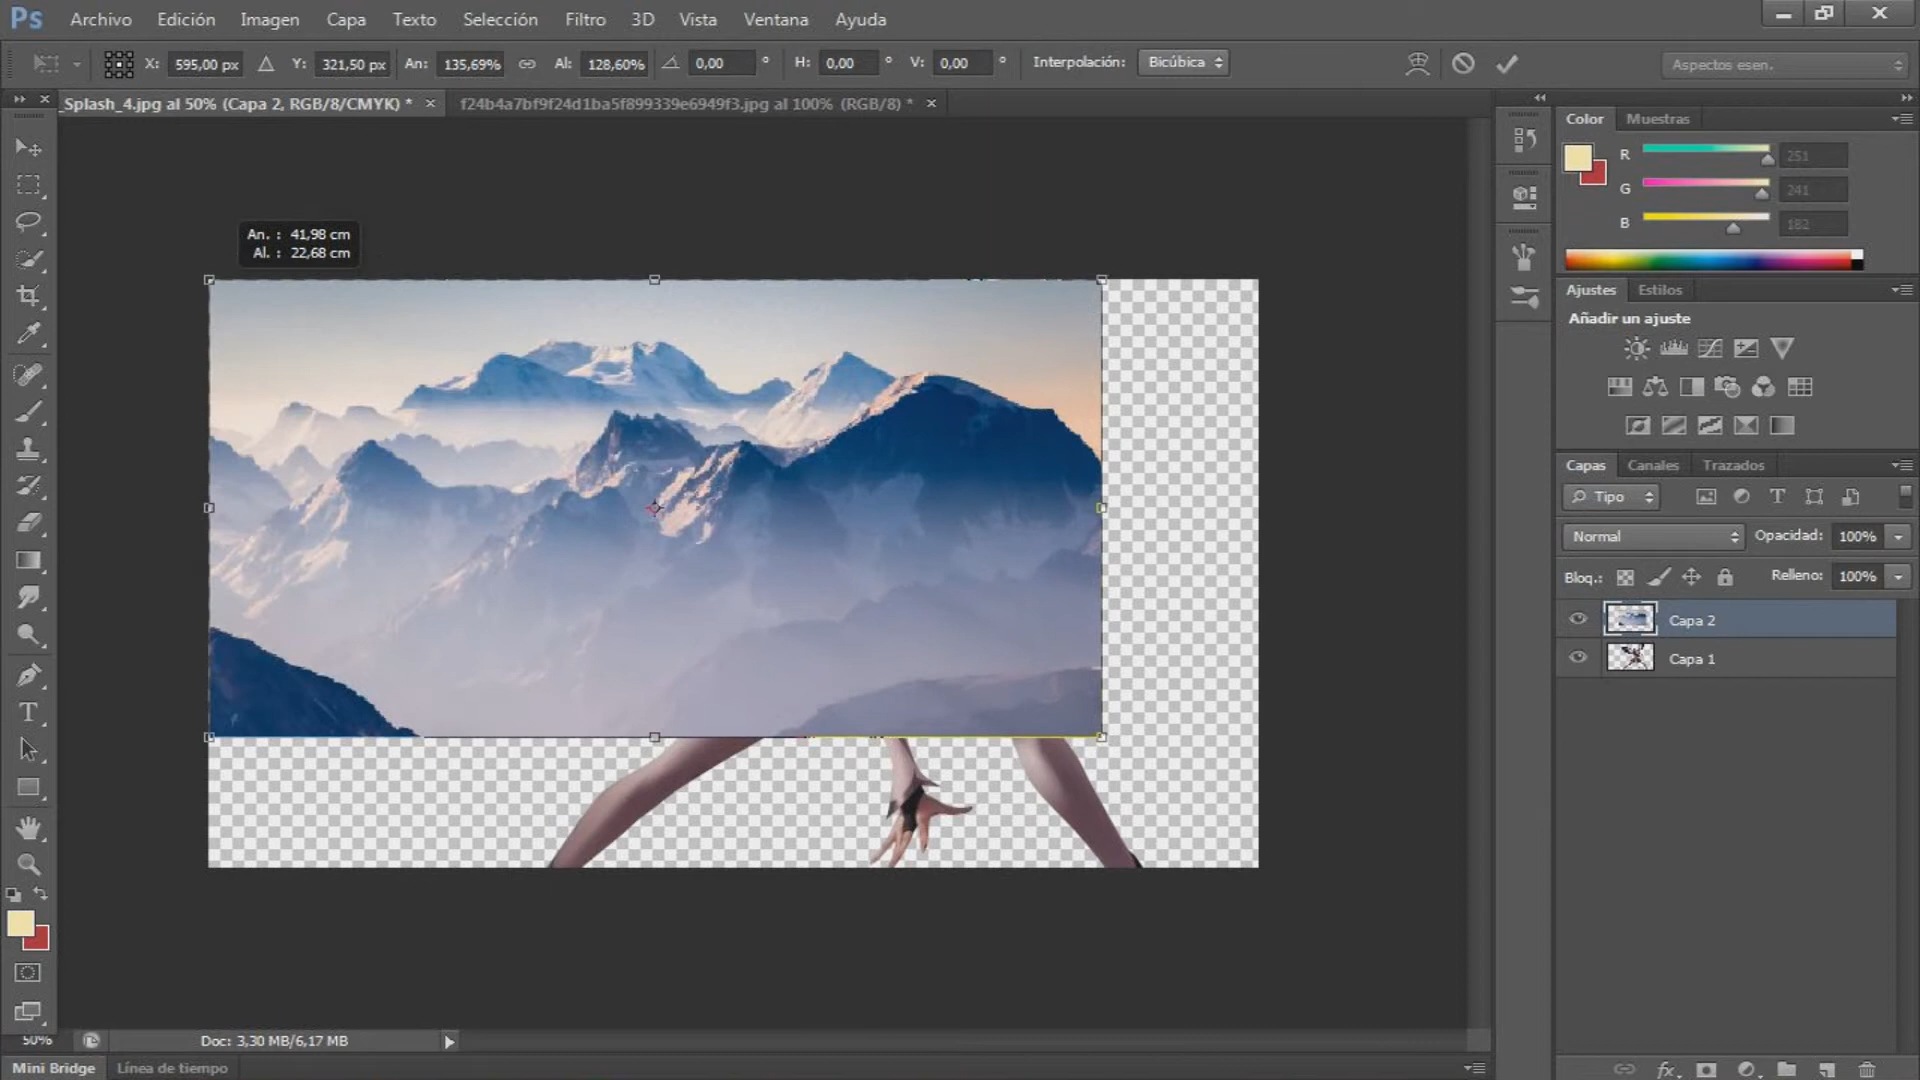 Ps Archivo Edición Imagen Capa Texto Selección Filtro 3D Vista Ventana Ayuda
X: 595,00 px Y: 321,50 px An: 135,69% Al: 128,60% 0,00 ° H: 0,00 ° V: 0,00 ° Interpolación: Bicúbica Aspectos esen.
_Splash_4.jpg al 50% (Capa 2, RGB/8/CMYK) * × f24b4a7bf9f24d1ba5f899339e6949f3.jpg al 100% (RGB/8) * ×
Color Muestras
R 251
G 241
B 182
An. : 41,98 cm
Al. : 22,68 cm
Ajustes Estilos
Añadir un ajuste
Capas Canales Trazados
Tipo
Normal Opacidad: 100%
Bloq.: Relleno: 100%
Capa 2
Capa 1
50% Doc: 3,30 MB/6,17 MB
Mini Bridge Línea de tiempo